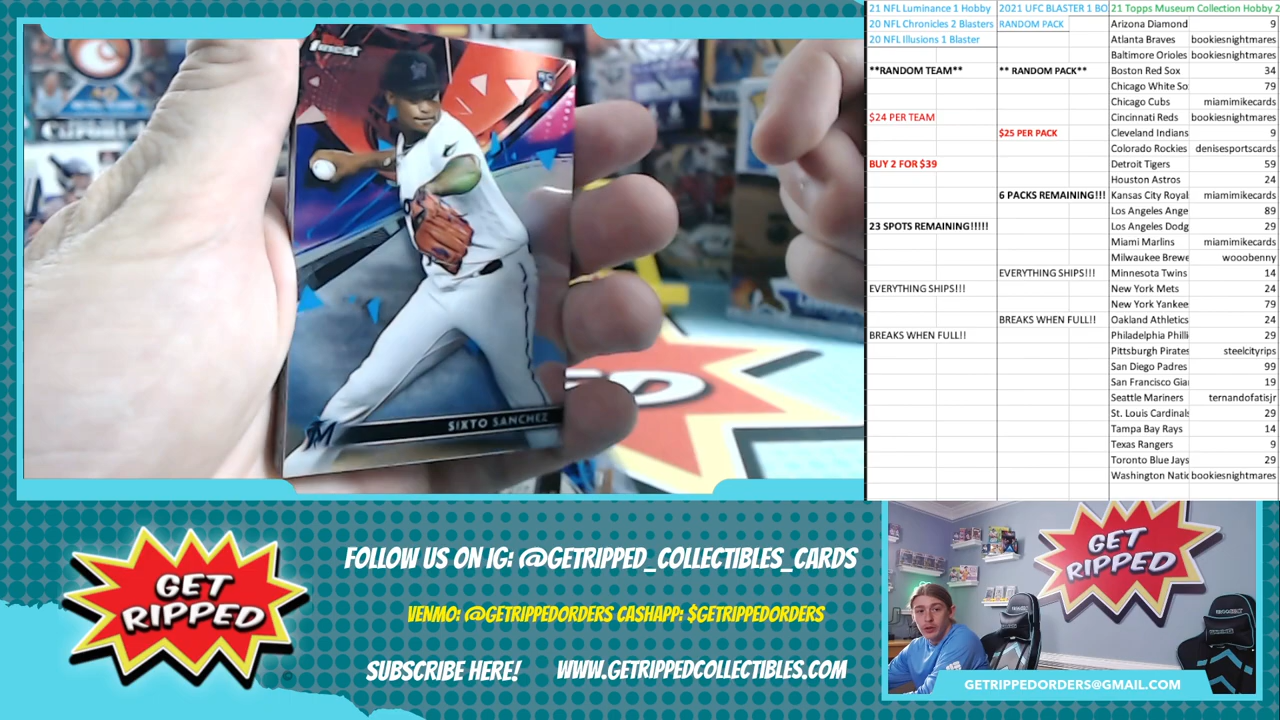 finest
RC
SIXTO SANCHEZ
21 NFL Luminance 1 Hobby
20 NFL Chronicles 2 Blasters
20 NFL Illusions 1 Blaster
**RANDOM TEAM**
$24 PER TEAM
BUY 2 FOR $39
23 SPOTS REMAINING!!!!!
EVERYTHING SHIPS!!!
BREAKS WHEN FULL!!
2021 UFC BLASTER 1 BO
RANDOM PACK
** RANDOM PACK**
$25 PER PACK
6 PACKS REMAINING!!!
EVERYTHING SHIPS!!!
BREAKS WHEN FULL!!
21 Topps Museum Collection Hobby 2
Arizona Diamond 9
Atlanta Braves bookiesnightmares
Baltimore Orioles bookiesnightmares
Boston Red Sox 34
Chicago White So 79
Chicago Cubs miamimikecards
Cincinnati Reds bookiesnightmares
Cleveland Indians 9
Colorado Rockies denisesportscards
Detroit Tigers 59
Houston Astros 24
Kansas City Royal miamimikecards
Los Angeles Ange 89
Los Angeles Dodg 29
Miami Marlins miamimikecards
Milwaukee Brewe wooobenny
Minnesota Twins 14
New York Mets 24
New York Yankee 79
Oakland Athletics 24
Philadelphia Philli 29
Pittsburgh Pirates steelcityrips
San Diego Padres 99
San Francisco Gia 19
Seattle Mariners ternandofatisjr
St. Louis Cardinals 29
Tampa Bay Rays 14
Texas Rangers 9
Toronto Blue Jays 29
Washington Natic bookiesnightmares
GET
RIPPED
FOLLOW US ON IG: @GETRIPPED_COLLECTIBLES_CARDS
VENMO: @GETRIPPEDORDERS CASHAPP: $GETRIPPEDORDERS
SUBSCRIBE HERE! WWW.GETRIPPEDCOLLECTIBLES.COM
GET
RIPPED
GETRIPPEDORDERS@GMAIL.COM